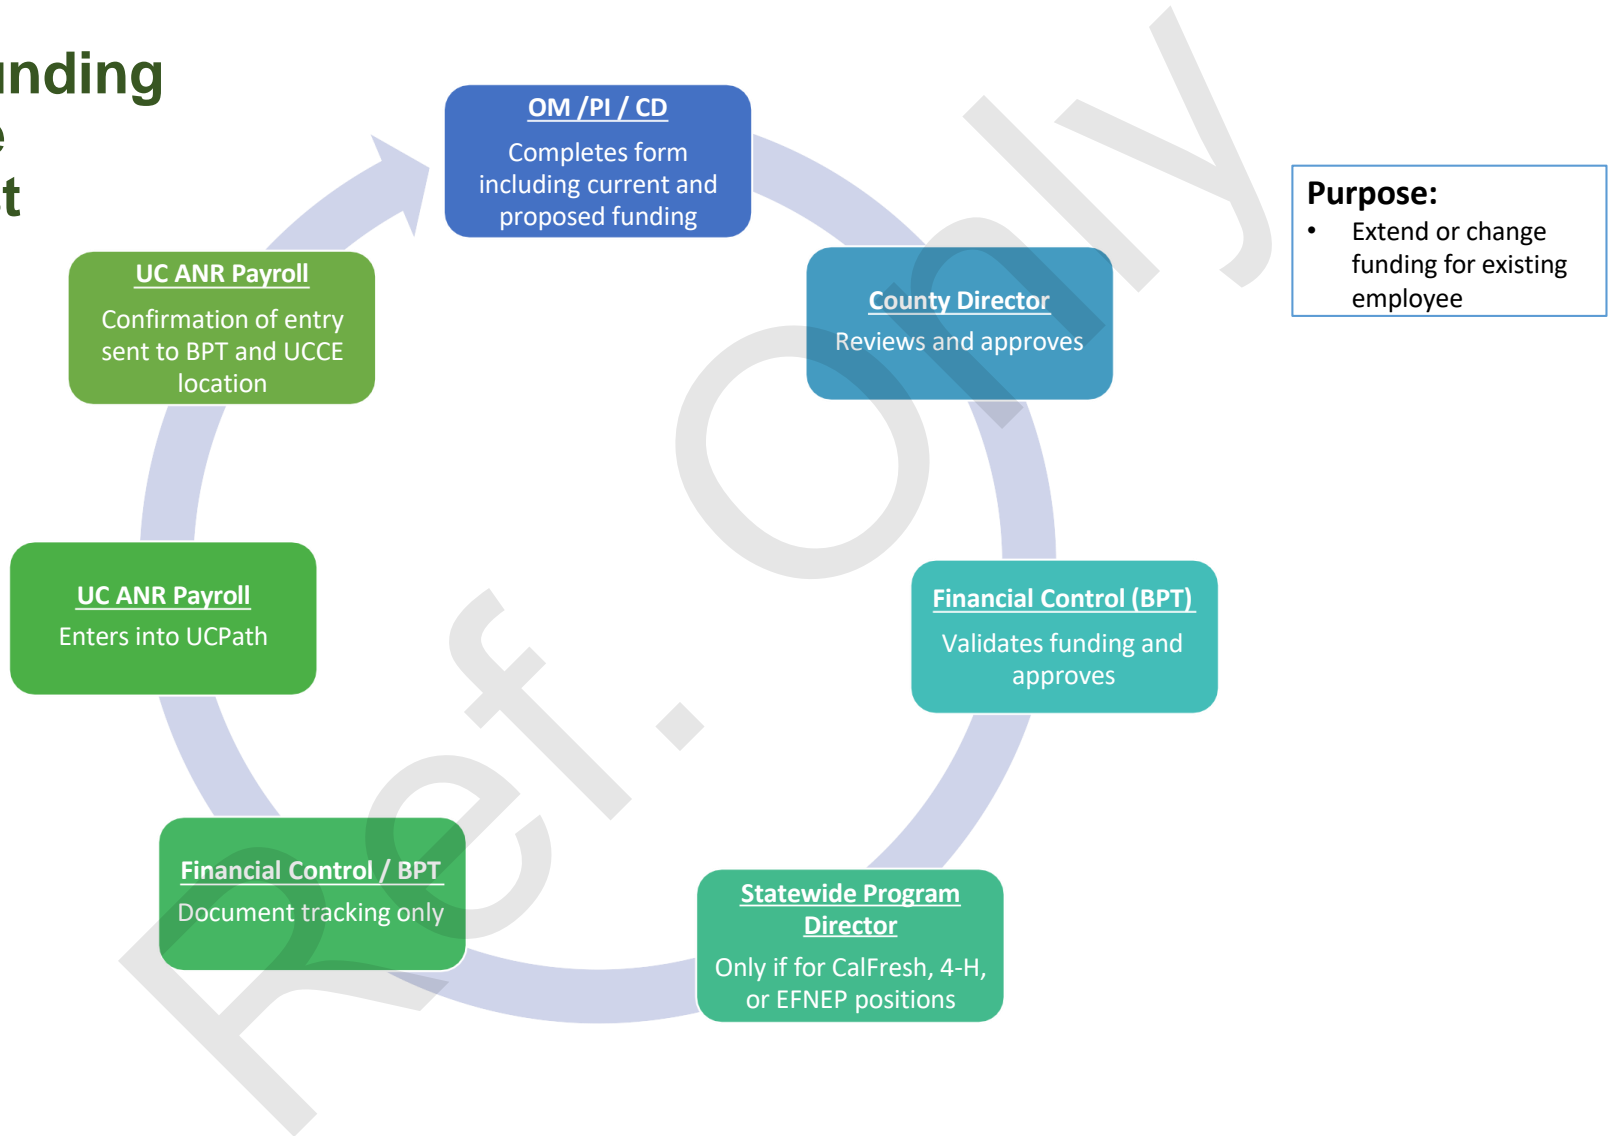 unding
e
st
OM /PI / CD
Completes form
including current and
proposed funding
Purpose:
• Extend or change
funding for existing
employee
County Director
Reviews and approves
Financial Control (BPT)
Validates funding and
approves
Statewide Program
Director
Only if for CalFresh, 4-H,
or EFNEP positions
Financial Control / BPT
Document tracking only
UC ANR Payroll
Enters into UCPath
UC ANR Payroll
Confirmation of entry
sent to BPT and UCCE
location
Ref. Only